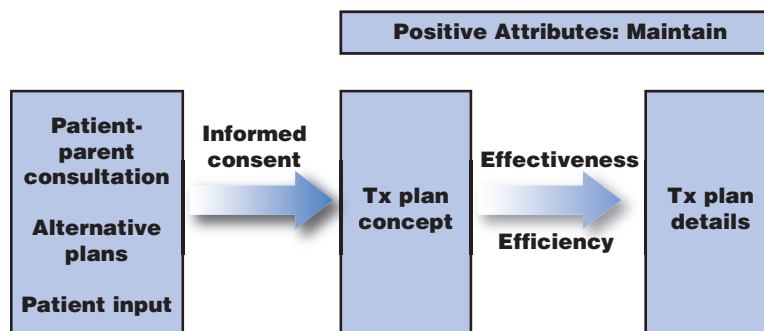 Positive Attributes: Maintain
Patient-
parent
consultation
Alternative
plans
Patient input
Informed
consent
Tx plan
concept
Effectiveness
Efficiency
Tx plan
details